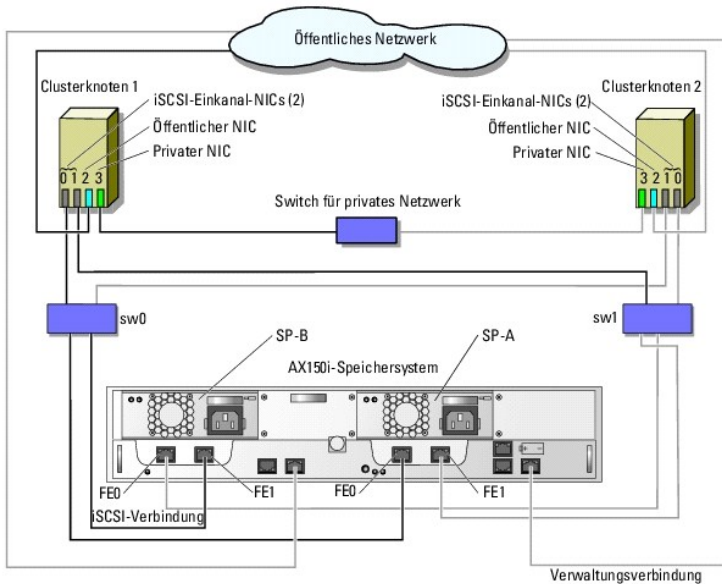 Öffentliches Netzwerk
Clusterknoten 1
iSCSI-Einkanal-NICs (2)
Öffentlicher NIC
Privater NIC
0 1 2 3
Clusterknoten 2
iSCSI-Einkanal-NICs (2)
Öffentlicher NIC
Privater NIC
3 2 1 0
Switch für privates Netzwerk
sw0
sw1
SP-B
SP-A
AX150i-Speichersystem
FE0
FE1
FE0
FE1
iSCSI-Verbindung
Verwaltungsverbindung